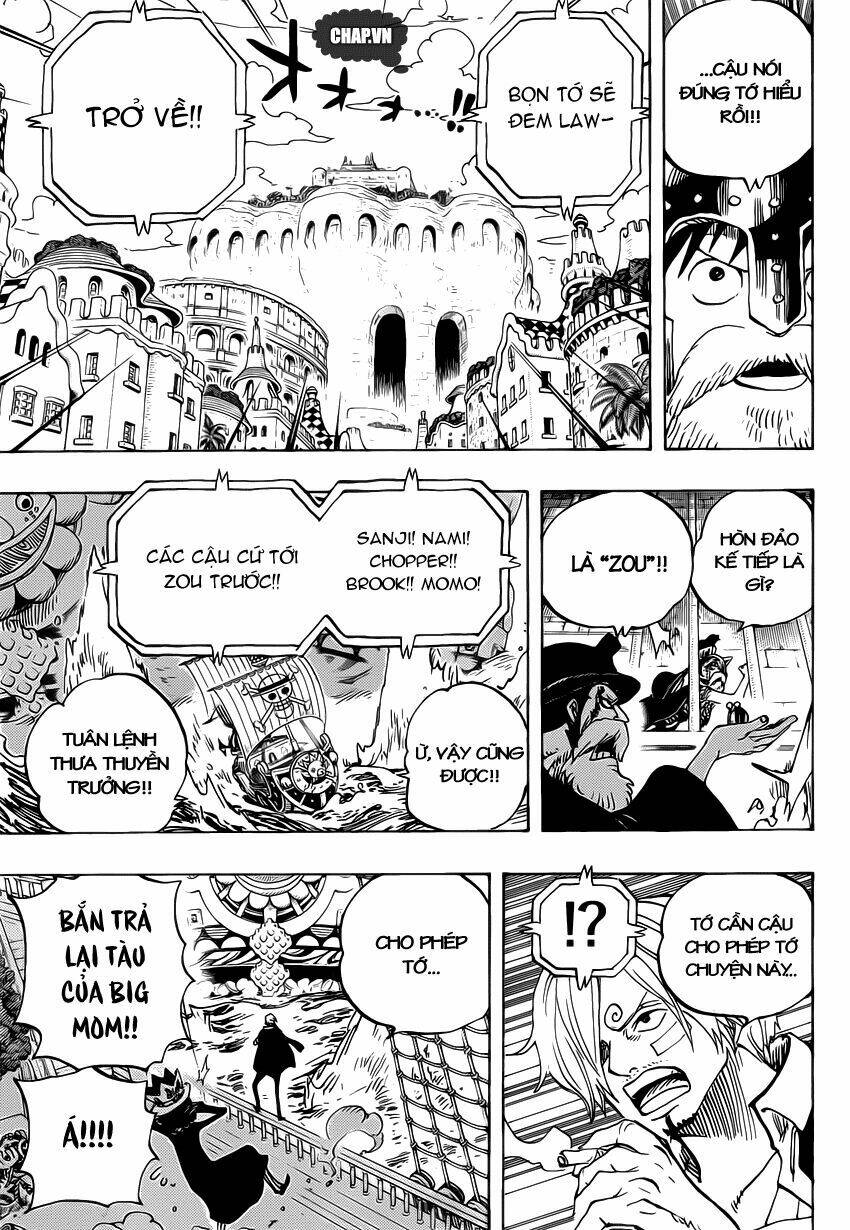 CHAP.VN
...CẬU NÓI
ĐÚNG TỚ HIỂU
RỒI!!!
BỌN TỚ SẼ
ĐEM LAW-
TRỞ VỀ!!
HÒN ĐẢO
KẾ TIẾP LÀ
GÌ?
LÀ "ZOU"!!
SANJI! NAMI!
CHOPPER!!
BROOK!! MOMO!
CÁC CẬU CỨ TỚI
ZOU TRƯỚC!!
Ừ, VẬY CŨNG
ĐƯỢC!!
TUÂN LỆNH
THƯA THUYỀN
TRƯỞNG!!
TỚ CẦN CẬU
CHO PHÉP TỚ
CHUYỆN NÀY..
!?
CHO PHÉP
TỚ...
BẮN TRẢ
LẠI TÀU
CỦA BIG
MOM!!
Á!!!!